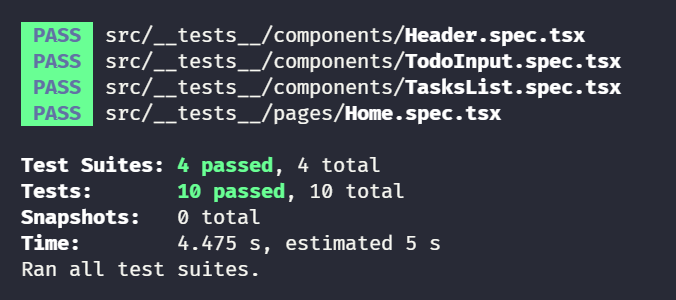 PASS src/__tests__/components/Header.spec.tsx
PASS src/__tests__/components/TodoInput.spec.tsx
PASS src/__tests__/components/TasksList.spec.tsx
PASS src/__tests__/pages/Home.spec.tsx
Test Suites: 4 passed, 4 total
Tests: 10 passed, 10 total
Snapshots: 0 total
Time: 4.475 s, estimated 5 s
Ran all test suites.